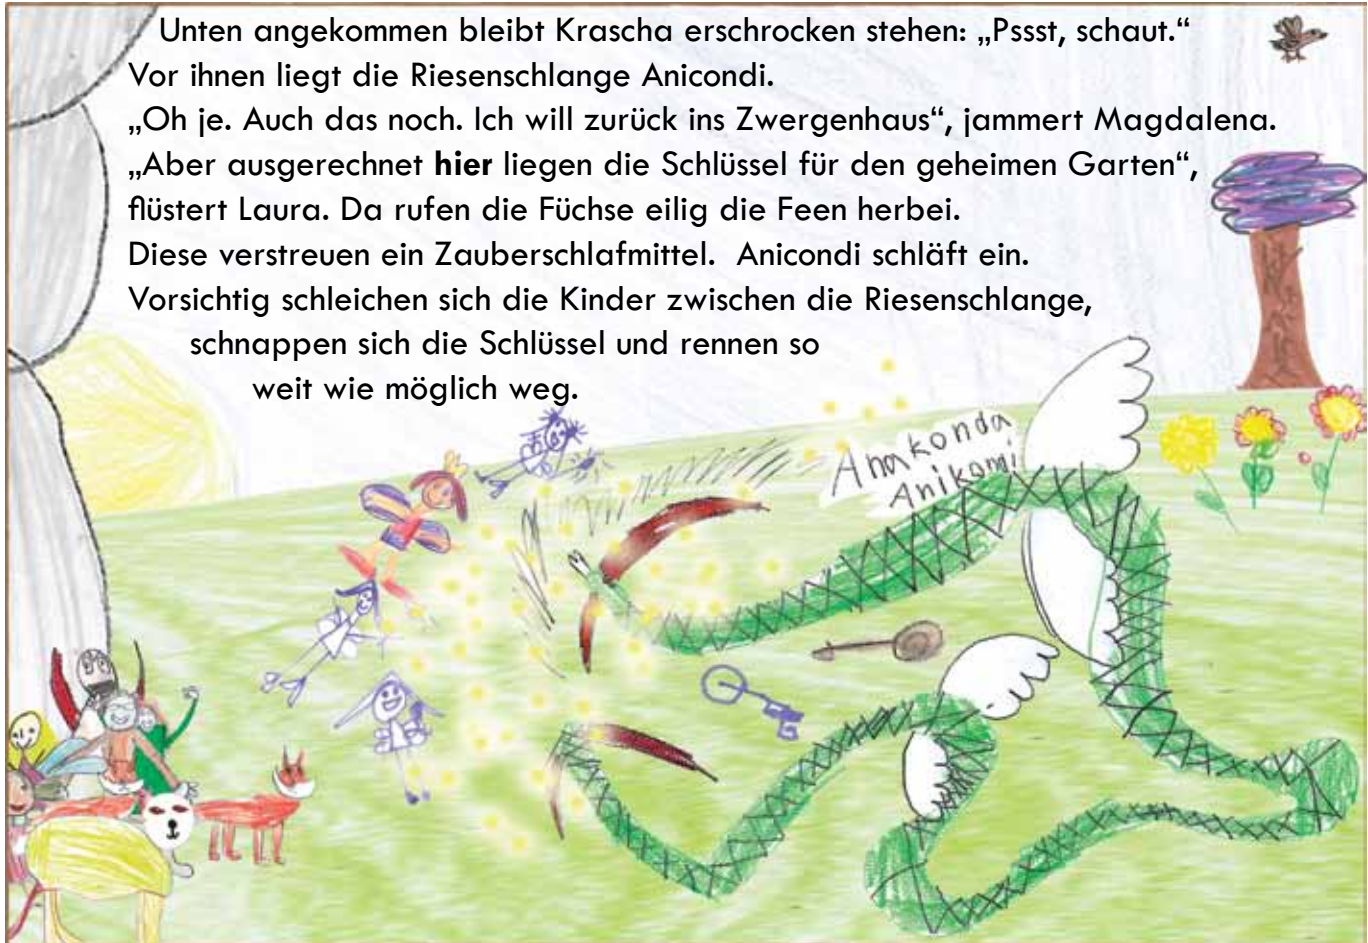 Unten angekommen bleibt Krascha erschrocken stehen: „Pssst, schaut.“
Vor ihnen liegt die Riesenschlange Anicondi.
„Oh je. Auch das noch. Ich will zurück ins Zwergenhaus“, jammert Magdalena.
„Aber ausgerechnet hier liegen die Schlüssel für den geheimen Garten“,
flüstert Laura. Da rufen die Füchse eilig die Feen herbei.
Diese verstreuen ein Zauberschlafmittel. Anicondi schläft ein.
Vorsichtig schleichen sich die Kinder zwischen die Riesenschlange,
schnappen sich die Schlüssel und rennen so
weit wie möglich weg.
Anakonda
Anikomi